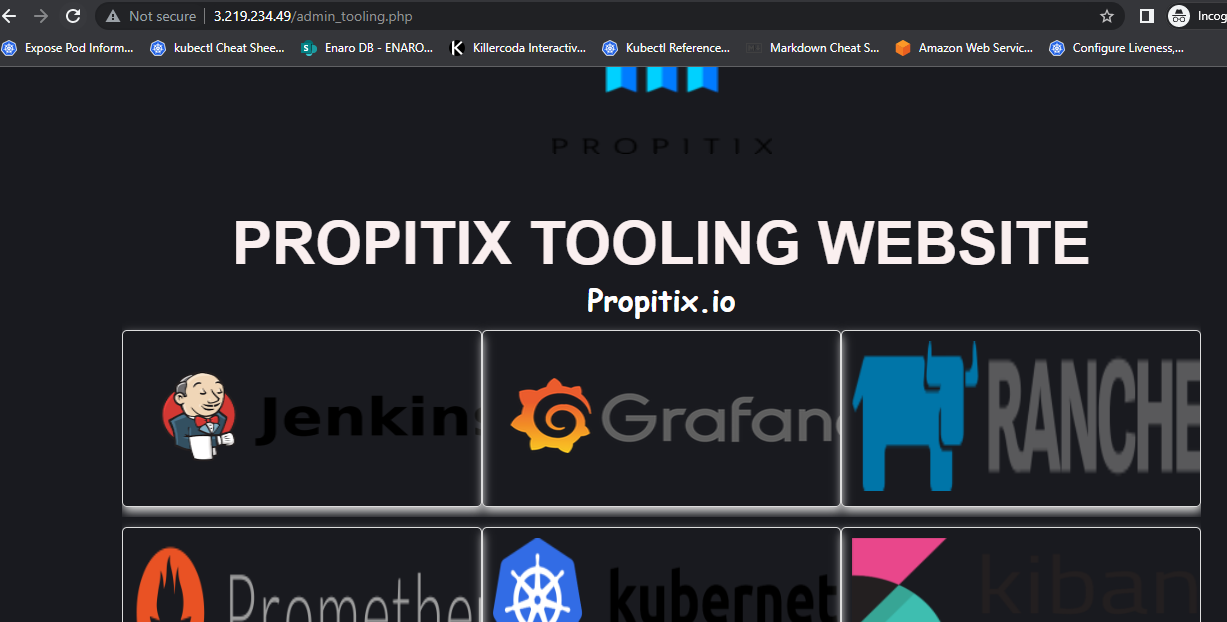 Not secure | 3.219.234.49/admin_tooling.php Incog
Expose Pod Inform... kubectl Cheat Shee... Enaro DB - ENARO... Killercoda Interactiv... Kubectl Reference... Markdown Cheat S... Amazon Web Servic... Configure Liveness,...
PROPITIX
PROPITIX TOOLING WEBSITE
Propitix.io
Jenkins Grafana RANCHE
Promethe kubernet kiban